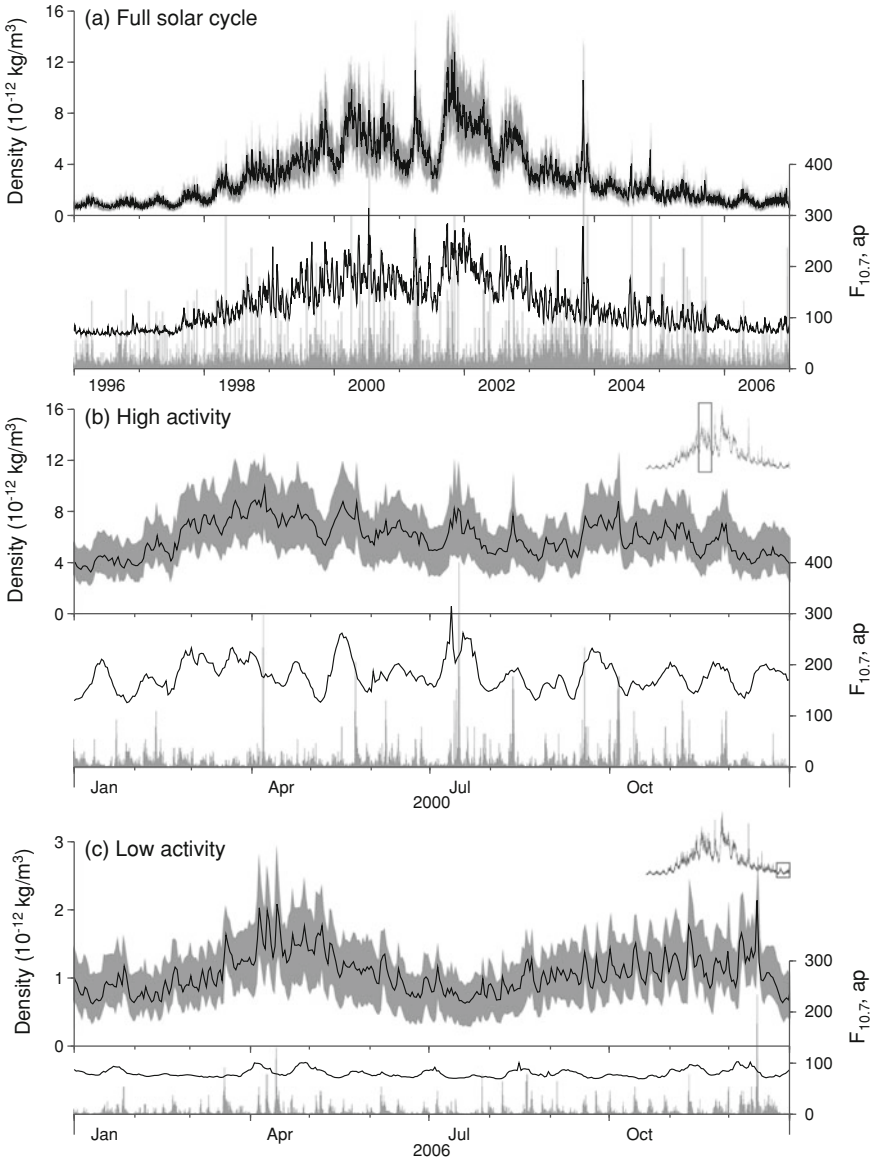 (a) Full solar cycle
16
12
8
4
0
Density (10⁻¹² kg/m³)
400
300
200
100
0
F10.7, ap
1996 1998 2000 2002 2004 2006
(b) High activity
16
12
8
4
0
Density (10⁻¹² kg/m³)
400
300
200
100
0
F10.7, ap
Jan Apr Jul Oct
2000
(c) Low activity
3
2
1
0
Density (10⁻¹² kg/m³)
300
200
100
0
F10.7, ap
Jan Apr Jul Oct
2006